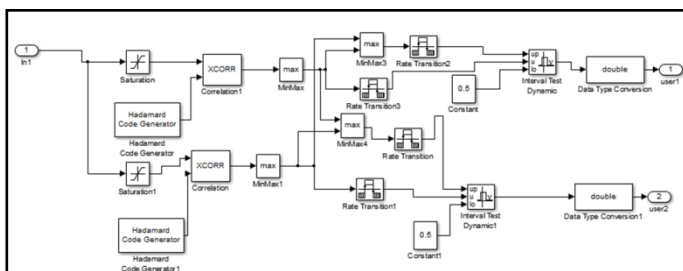 1
In1
Saturation
Hadamard
Code Generator
Hadamard
Code Generator
XCORR
Correlation1
max
MinMax
max
MinMax3
Rate Transition2
Rate Transition3
0.5
Constant
up
u
lo
Interval Test
Dynamic
double
Data Type Conversion
1
user1
max
MinMax4
Rate Transition
Saturation1
XCORR
Correlation
max
MinMax1
Hadamard
Code Generator
Hadamard
Code Generator1
Rate Transition1
0.5
Constant1
up
u
lo
Interval Test
Dynamic1
double
Data Type Conversion1
2
user2